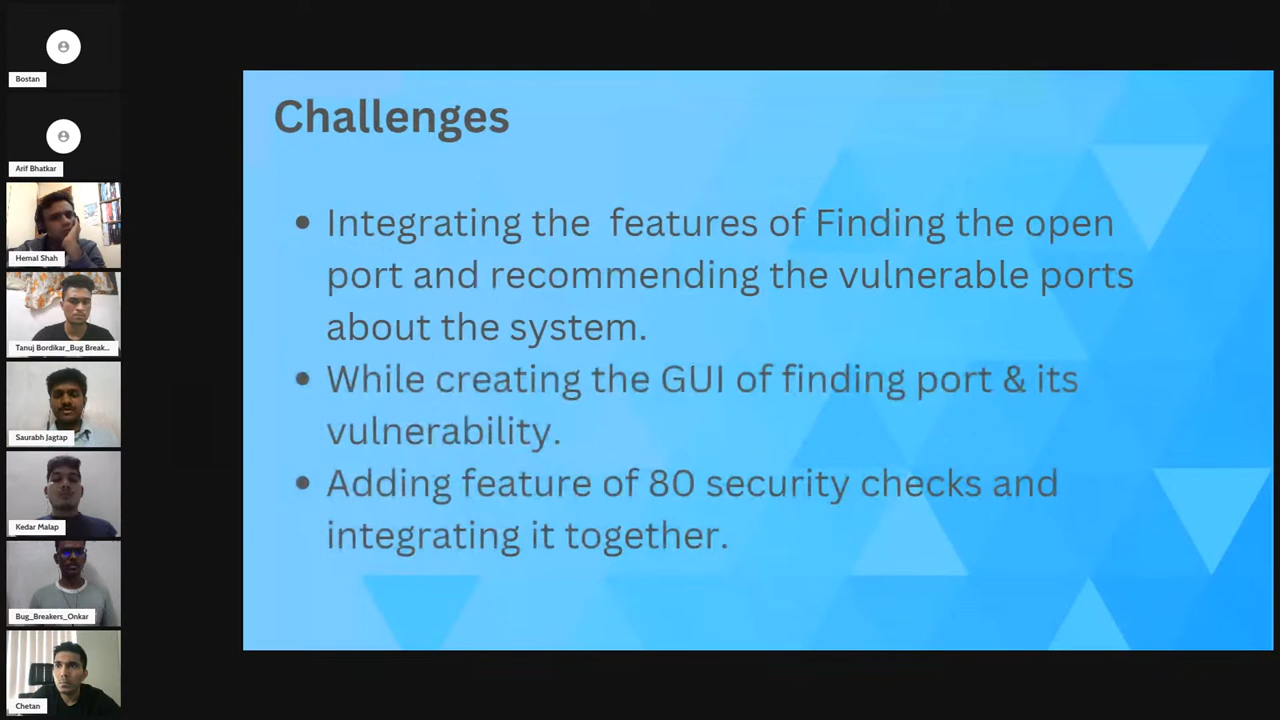 Bostan
Arif Bhatkar
Hemal Shah
Tanuj Bordikar_Bug Break...
Saurabh Jagtap
Kedar Malap
Bug_Breakers_Onkar
Chetan
Challenges
• Integrating the features of Finding the open
port and recommending the vulnerable ports
about the system.
• While creating the GUI of finding port & its
vulnerability.
• Adding feature of 80 security checks and
integrating it together.